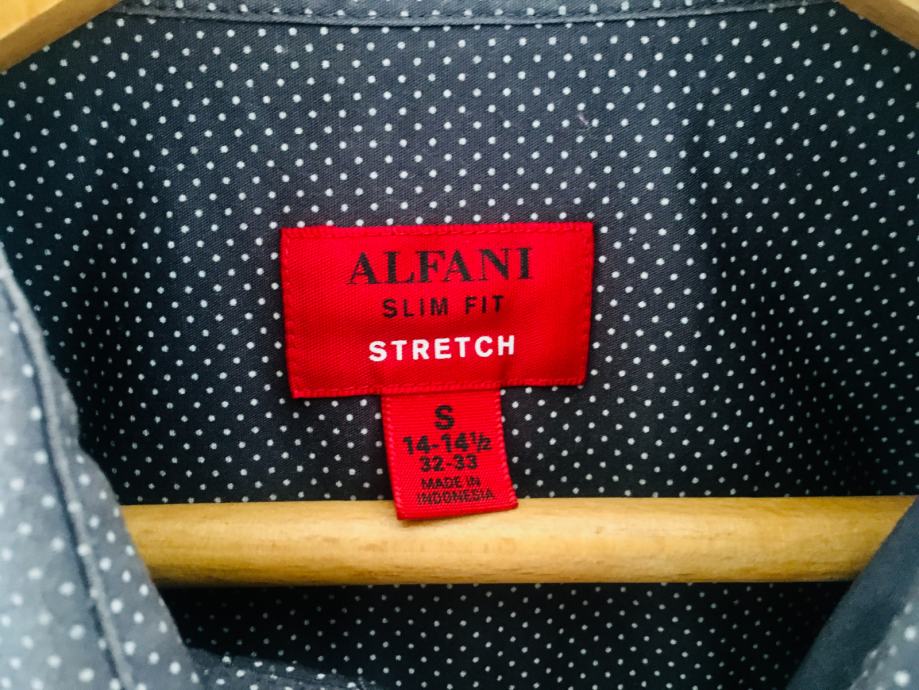 ALFANI
SLIM FIT
STRETCH
S
14-14½
32-33
MADE IN
INDONESIA